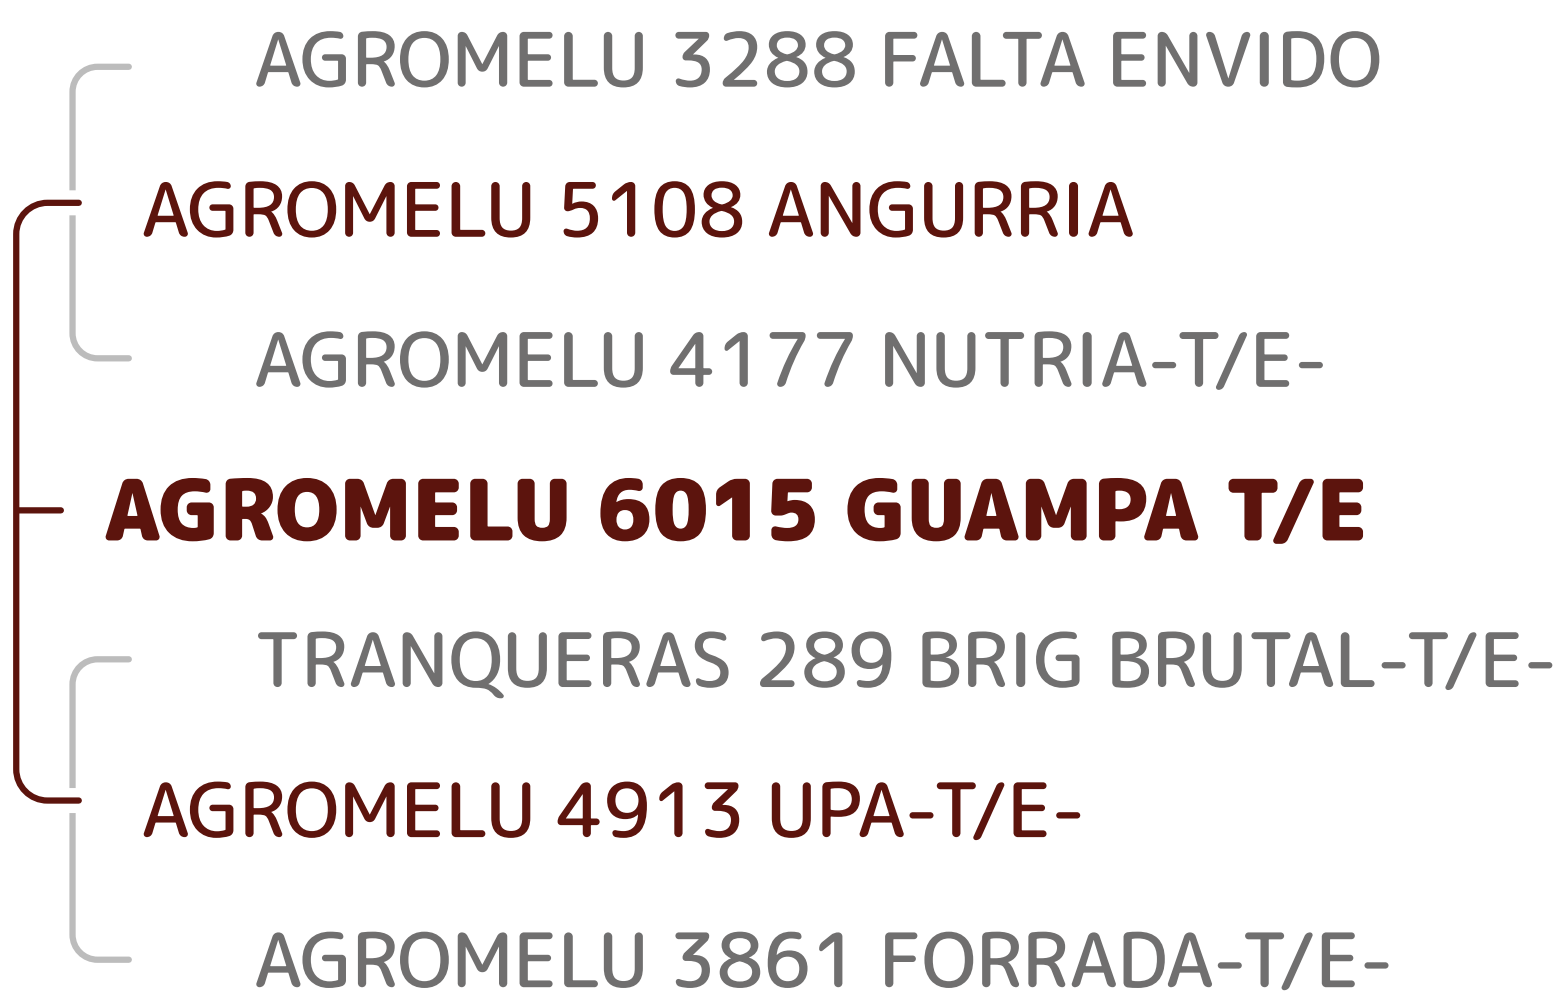 AGROMELU 3288 FALTA ENVIDO
AGROMELU 5108 ANGURRIA
AGROMELU 4177 NUTRIA-T/E-
AGROMELU 6015 GUAMPA T/E
TRANQUERAS 289 BRIG BRUTAL-T/E-
AGROMELU 4913 UPA-T/E-
AGROMELU 3861 FORRADA-T/E-